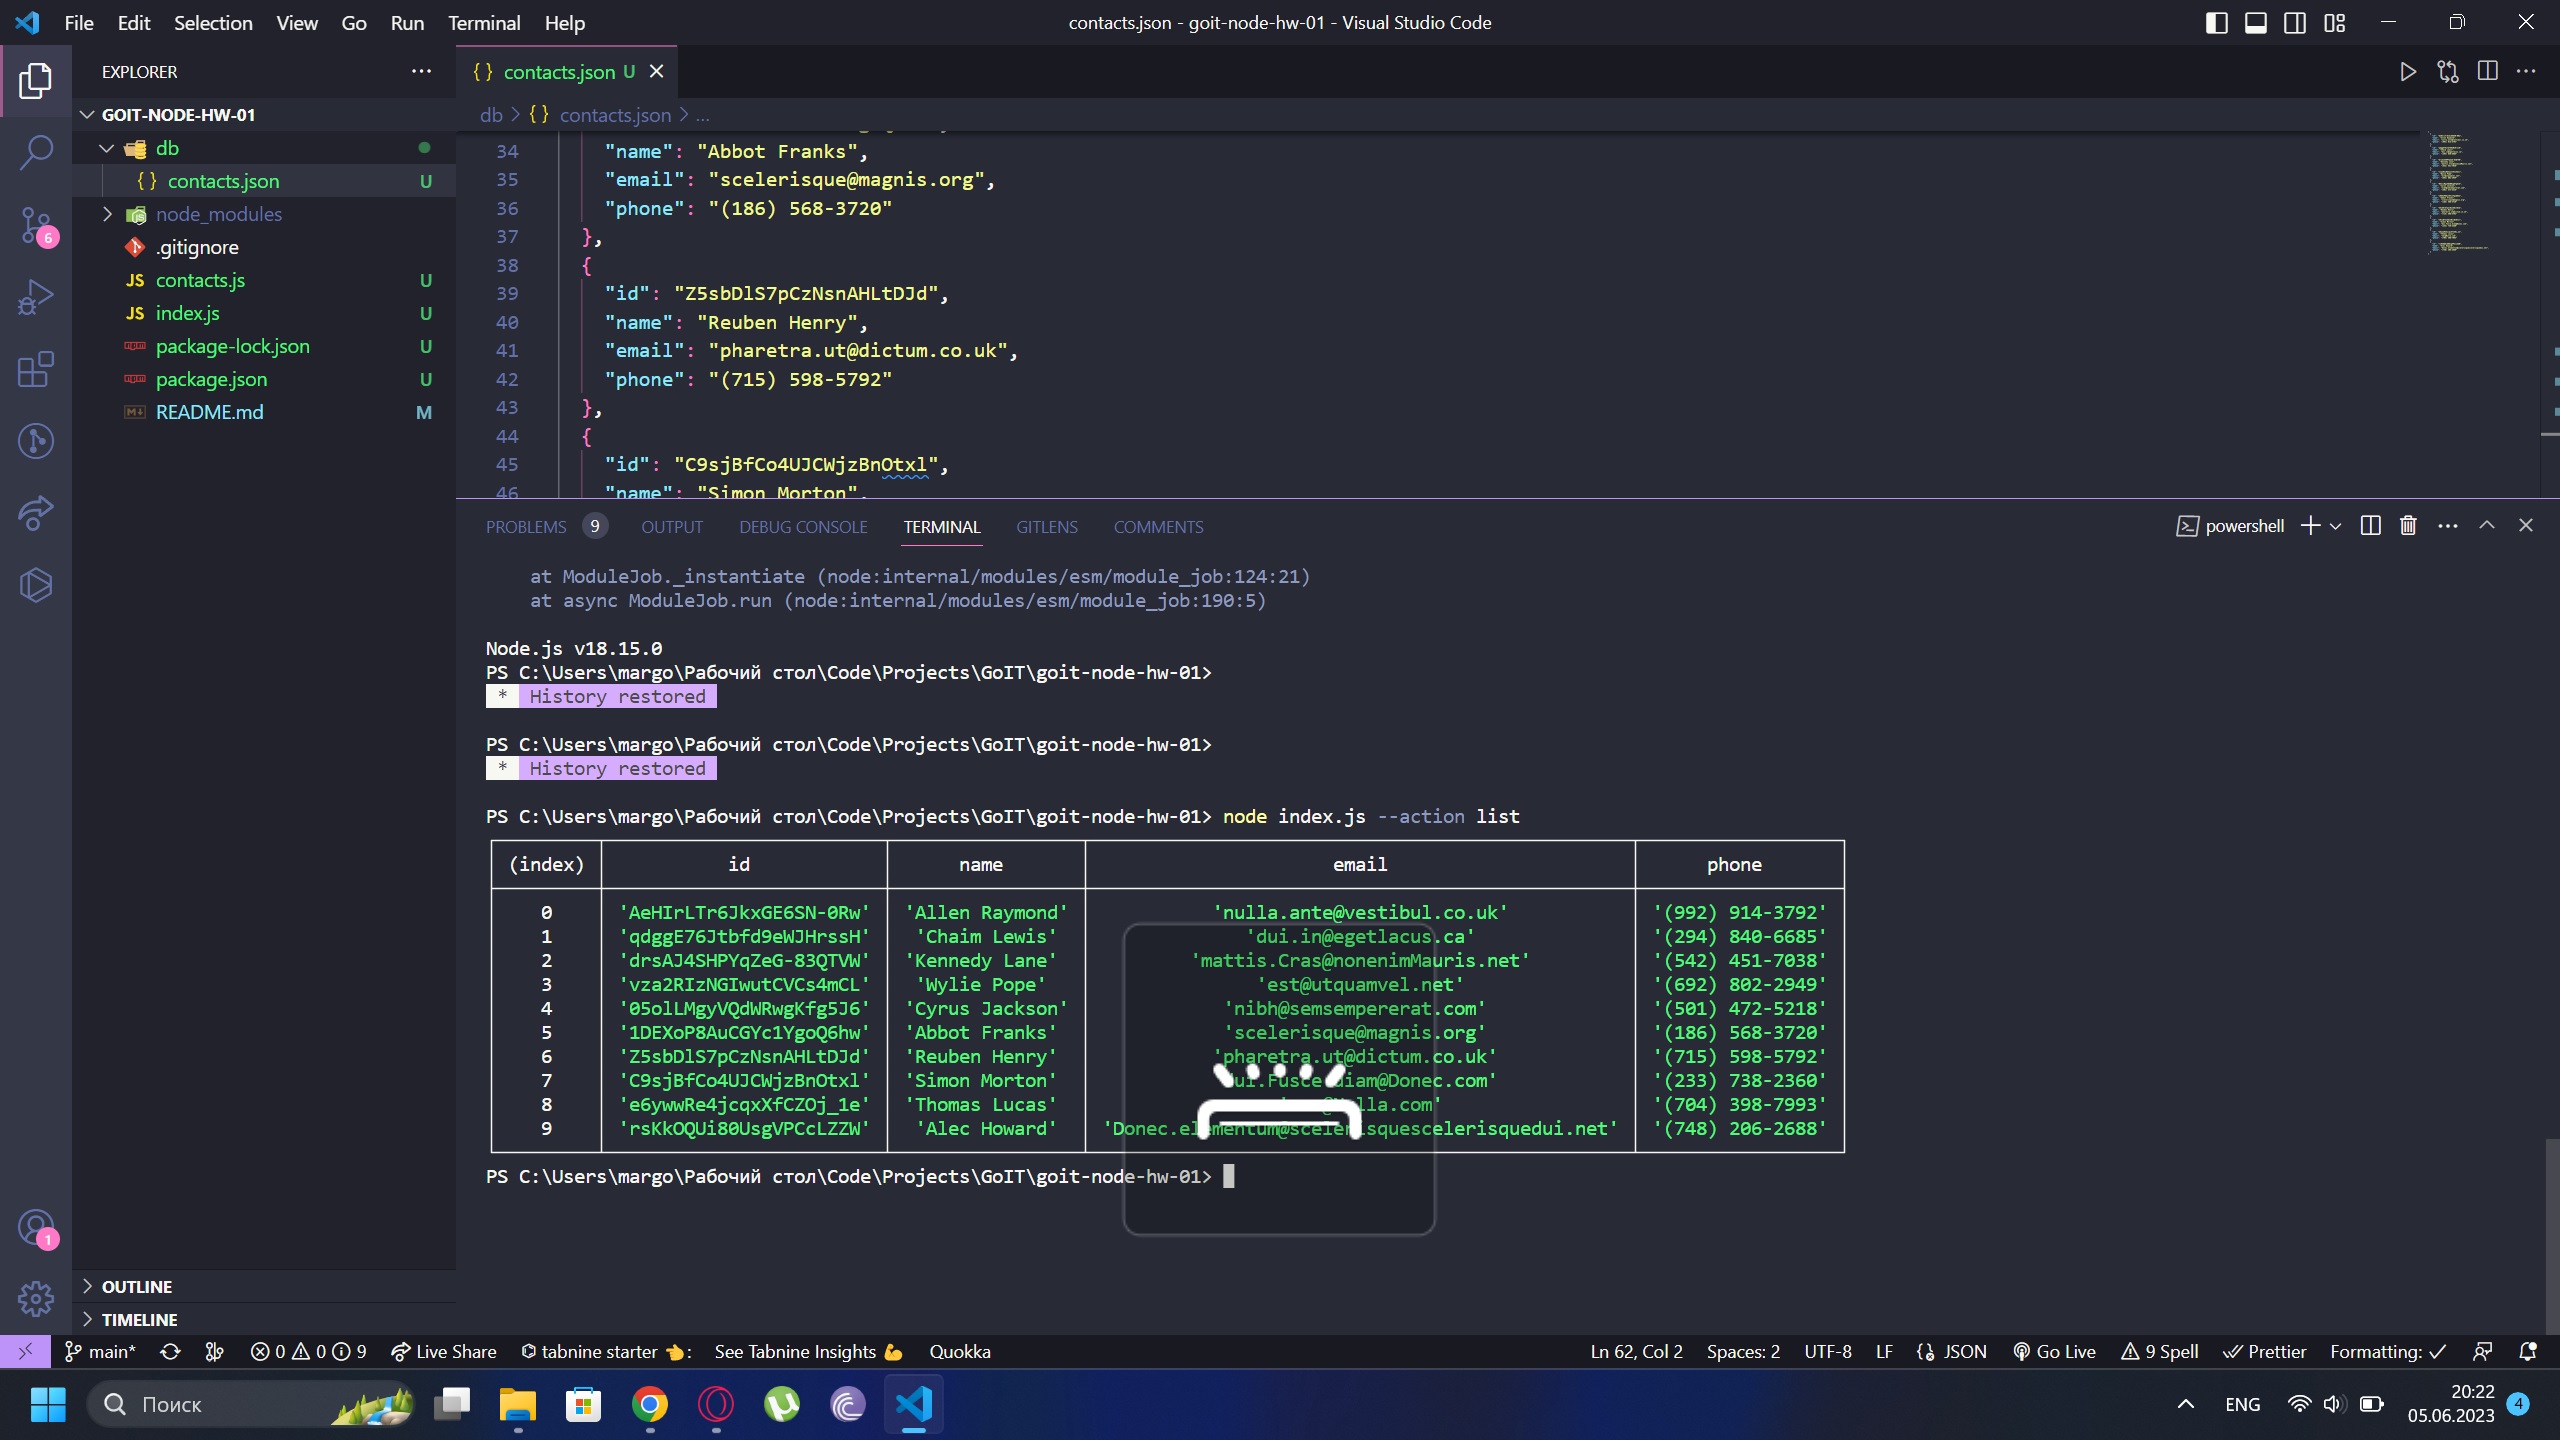 File Edit Selection View Go Run Terminal Help
contacts.json - goit-node-hw-01 - Visual Studio Code
EXPLORER
GOIT-NODE-HW-01
db
contacts.json U
node_modules
.gitignore
JS contacts.js U
JS index.js U
package-lock.json U
package.json U
README.md M
6
1
OUTLINE
TIMELINE
{} contacts.json U
db > {} contacts.json > ...
34 "name": "Abbot Franks",
35 "email": "scelerisque@magnis.org",
36 "phone": "(186) 568-3720"
37 },
38 {
39 "id": "Z5sbDlS7pCzNsnAHLtDJd",
40 "name": "Reuben Henry",
41 "email": "pharetra.ut@dictum.co.uk",
42 "phone": "(715) 598-5792"
43 },
44 {
45 "id": "C9sjBfCo4UJCWjzBnOtxl",
46 "name": "Simon Morton",
PROBLEMS 9 OUTPUT DEBUG CONSOLE TERMINAL GITLENS COMMENTS
powershell
at ModuleJob._instantiate (node:internal/modules/esm/module_job:124:21)
at async ModuleJob.run (node:internal/modules/esm/module_job:190:5)
Node.js v18.15.0
PS C:\Users\margo\Рабочий стол\Code\Projects\GoIT\goit-node-hw-01>
* History restored
PS C:\Users\margo\Рабочий стол\Code\Projects\GoIT\goit-node-hw-01>
* History restored
PS C:\Users\margo\Рабочий стол\Code\Projects\GoIT\goit-node-hw-01> node index.js --action list
(index) id name email phone
0 'AeHIrLTr6JkxGE6SN-0Rw' 'Allen Raymond' 'nulla.ante@vestibul.co.uk' '(992) 914-3792'
1 'qdggE76Jtbfd9eWJHrssH' 'Chaim Lewis' 'dui.in@egetlacus.ca' '(294) 840-6685'
2 'drsAJ4SHPYqZeG-83QTVW' 'Kennedy Lane' 'mattis.Cras@nonenimMauris.net' '(542) 451-7038'
3 'vza2RIzNGIwutCVCs4mCL' 'Wylie Pope' 'est@utquamvel.net' '(692) 802-2949'
4 '05olLMgyVQdWRwgKfg5J6' 'Cyrus Jackson' 'nibh@semsempererat.com' '(501) 472-5218'
5 '1DEXoP8AuCGYc1YgoQ6hw' 'Abbot Franks' 'scelerisque@magnis.org' '(186) 568-3720'
6 'Z5sbDlS7pCzNsnAHLtDJd' 'Reuben Henry' 'pharetra.ut@dictum.co.uk' '(715) 598-5792'
7 'C9sjBfCo4UJCWjzBnOtxl' 'Simon Morton' '(233) 738-2360'
8 'e6ywwRe4jcqxXfCZOj_1e' 'Thomas Lucas' '(704) 398-7993'
9 'rsKkOQUi80UsgVPCcLZZW' 'Alec Howard' 'Donec.elementum@scelerisquescelerisquedui.net' '(748) 206-2688'
PS C:\Users\margo\Рабочий стол\Code\Projects\GoIT\goit-node-hw-01>
main* 0 0 9 Live Share tabnine starter 👈: See Tabnine Insights 💪 Quokka
Ln 62, Col 2 Spaces: 2 UTF-8 LF JSON Go Live 9 Spell Prettier Formatting: ✓
Поиск
ENG
20:22
05.06.2023
4